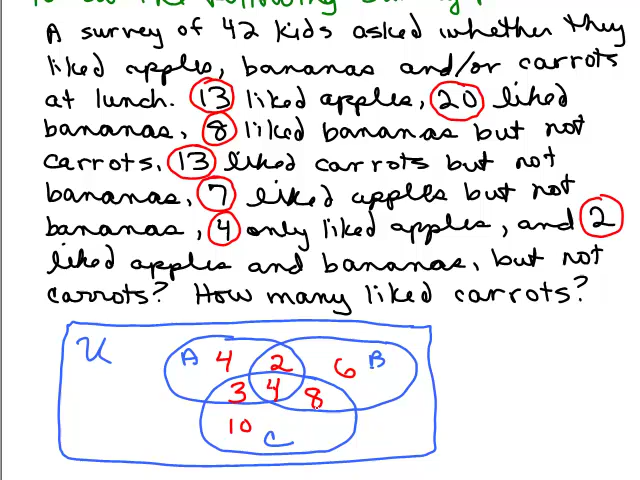 A survey of 42 kids asked whether they
liked apples, bananas and/or carrots
at lunch. 13 liked apples, 20 liked
bananas, 8 liked bananas but not
carrots, 13 liked carrots but not
bananas, 7 liked apples but not
bananas, 4 only liked apples, and 2
liked apples and bananas, but not
carrots? How many liked carrots?
U
A 4 2 6 B
3 4 8
10 C